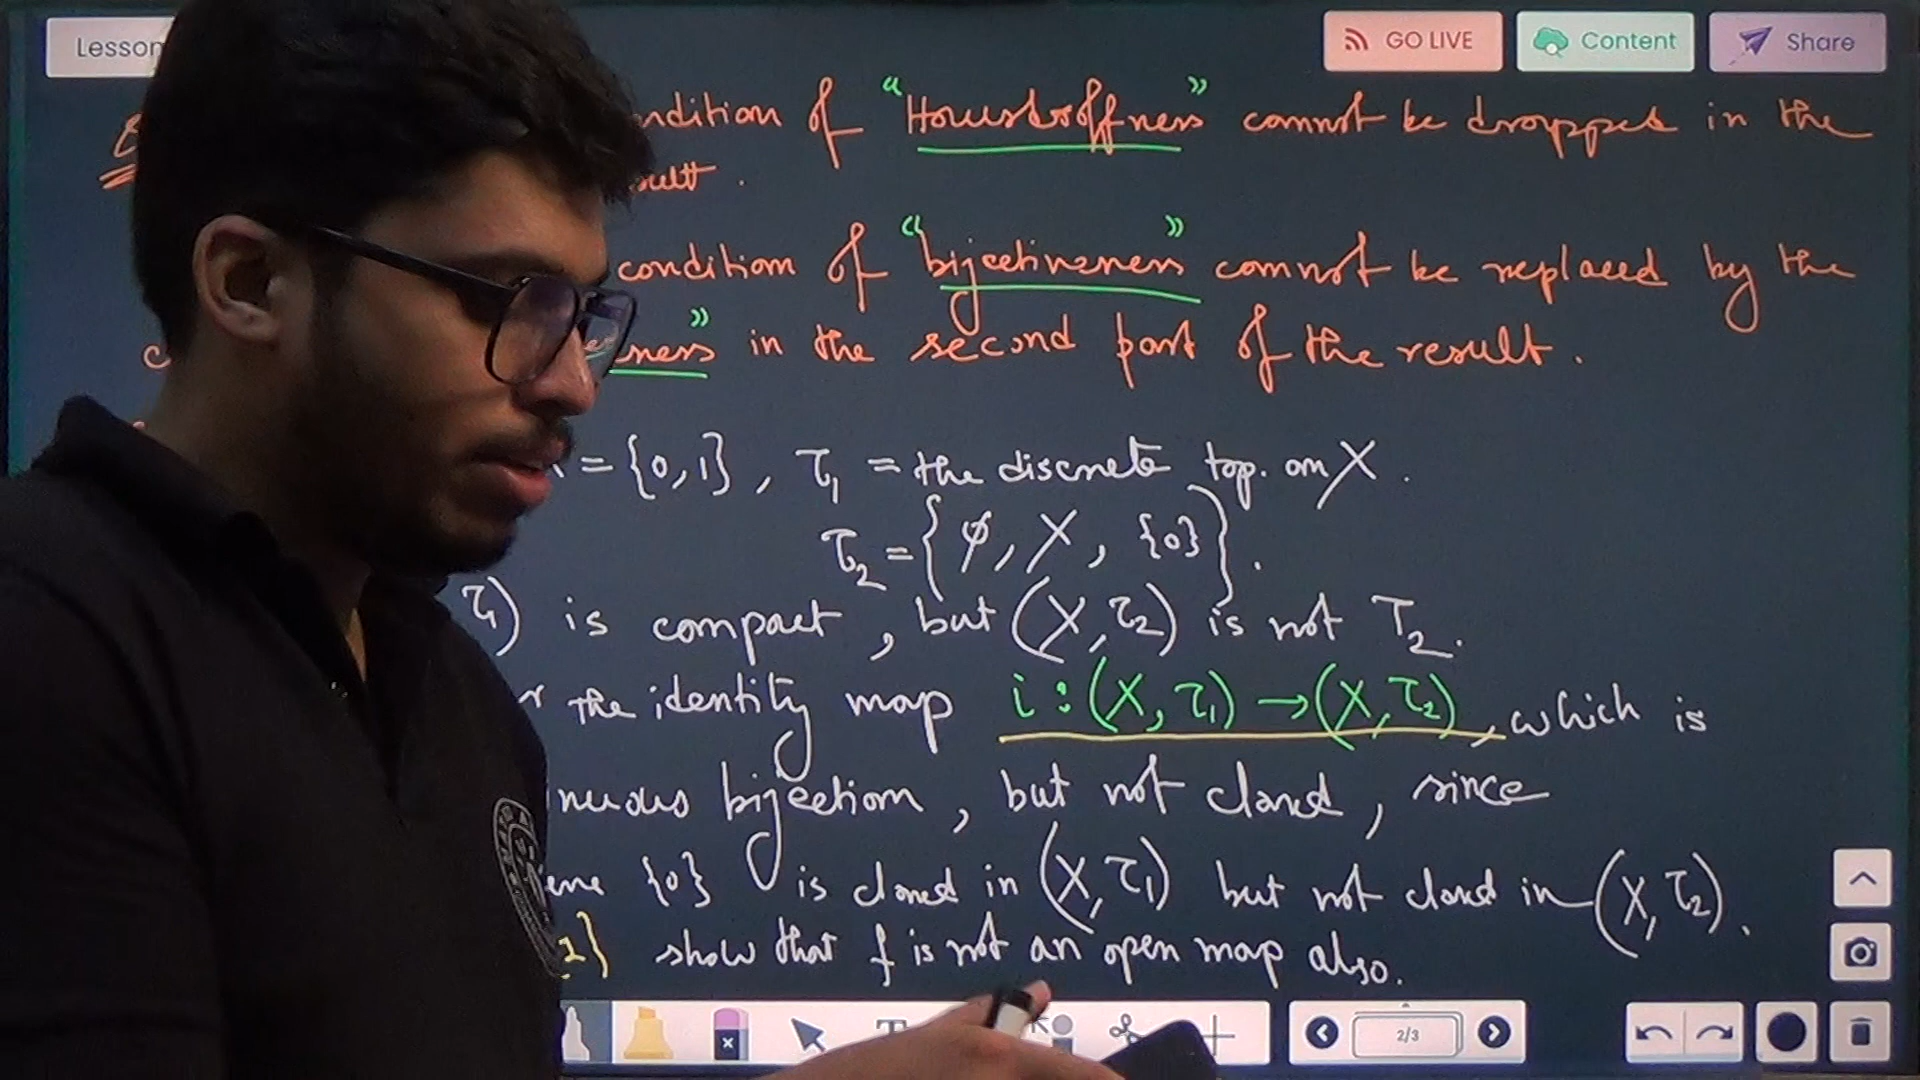 Lesson
GO LIVE
Content
Share
condition of "Housdroffness" cannot be dropped in the
result.
condition of "bijectiveness" cannot be replaced by the
ness" in the second part of the result.
= {0,1}, τ₁ = the discrete top. on X.
τ₂ = {φ, X, {0}}.
τ₁) is compact, but (X, τ₂) is not T₂.
the identity map i : (X, τ₁) → (X, τ₂), which is
nuous bijection, but not closed, since
{0} is closed in (X, τ₁) but not closed in (X, τ₂).
show that f is not an open map also.
2/3